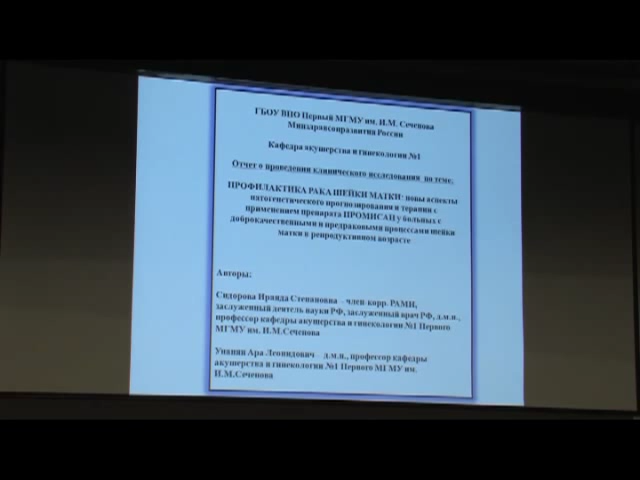 ГБОУ ВПО Первый МГМУ им. И.М. Сеченова
Минздравсоцразвития России
Кафедра акушерства и гинекологии №1
Отчет о проведении клинического исследования по теме:
ПРОФИЛАКТИКА РАКА ШЕЙКИ МАТКИ: новы аспекты
патогенетического прогнозирования и терапии с
применением препарата ПРОМИСАН у больных с
доброкачественными и предраковыми процессами шейки
матки в репродуктивном возрасте
Авторы:
Сидорова Ираида Степановна – член-корр. РАМН,
заслуженный деятель науки РФ, заслуженный врач РФ, д.м.н.,
профессор кафедры акушерства и гинекологии №1 Первого
МГМУ им. И.М.Сеченова
Унанян Ара Леонидович – д.м.н., профессор кафедры
акушерства и гинекологии №1 Первого МГМУ им.
И.М.Сеченова